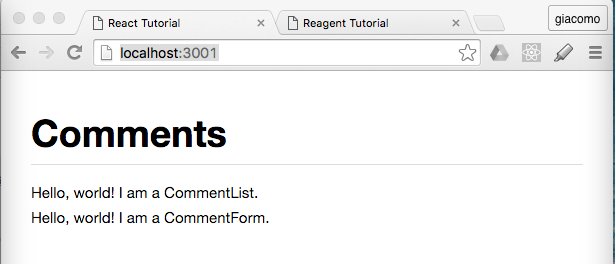 React Tutorial
Reagent Tutorial
giacomo
localhost:3001
Comments
Hello, world! I am a CommentList.
Hello, world! I am a CommentForm.